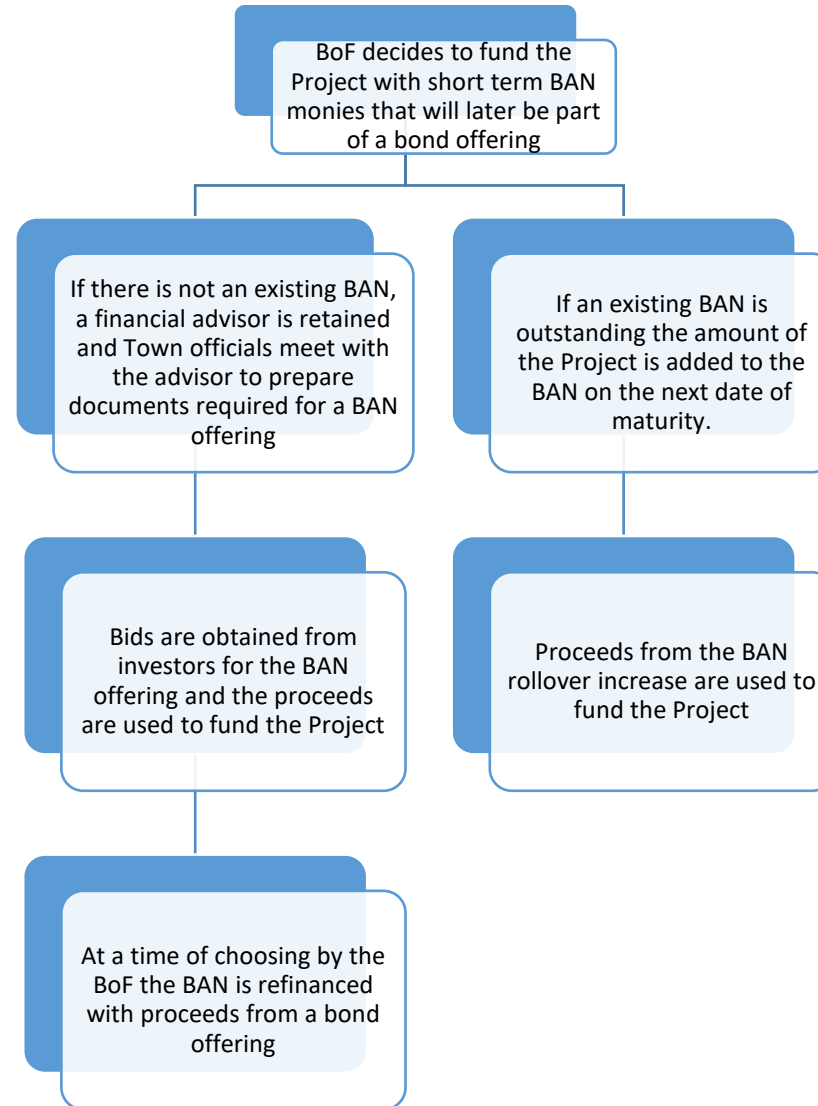 BoF decides to fund the
Project with short term BAN
monies that will later be part
of a bond offering
If there is not an existing BAN,
a financial advisor is retained
and Town officials meet with
the advisor to prepare
documents required for a BAN
offering
If an existing BAN is
outstanding the amount of
the Project is added to the
BAN on the next date of
maturity.
Bids are obtained from
investors for the BAN
offering and the proceeds
are used to fund the Project
Proceeds from the BAN
rollover increase are used to
fund the Project
At a time of choosing by the
BoF the BAN is refinanced
with proceeds from a bond
offering